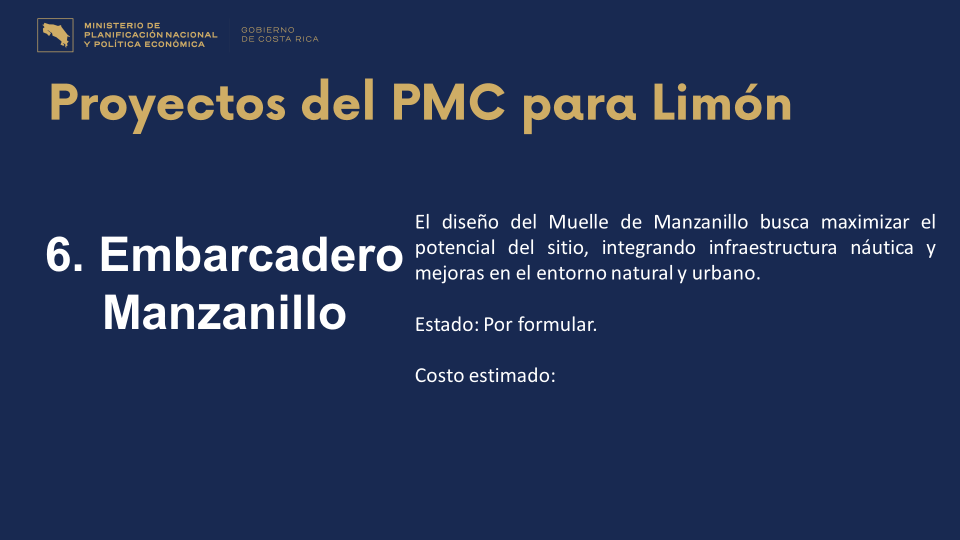 MINISTERIO DE
PLANIFICACIÓN NACIONAL
Y POLÍTICA ECONÓMICA
GOBIERNO
DE COSTA RICA
Proyectos del PMC para Limón
6. Embarcadero
Manzanillo
El diseño del Muelle de Manzanillo busca maximizar el
potencial del sitio, integrando infraestructura náutica y
mejoras en el entorno natural y urbano.
Estado: Por formular.
Costo estimado: